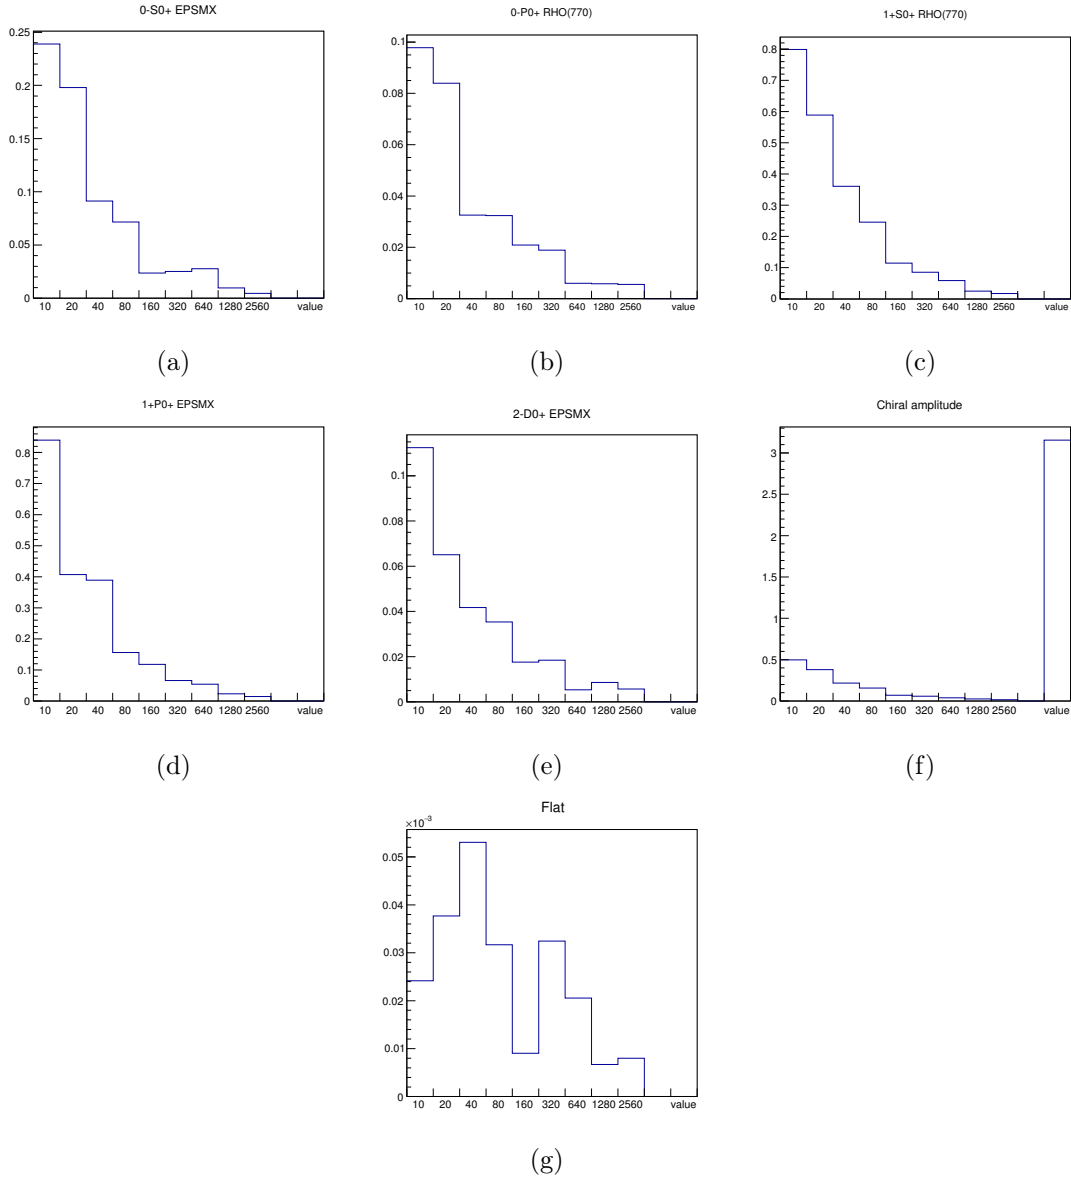 0-S0+ EPSMX
0.25
0.2
0.15
0.1
0.05
0
10 20 40 80 160 320 640 1280 2560 value
(a)
0-P0+ RHO(770)
0.1
0.08
0.06
0.04
0.02
0
10 20 40 80 160 320 640 1280 2560 value
(b)
1+S0+ RHO(770)
0.8
0.7
0.6
0.5
0.4
0.3
0.2
0.1
0
10 20 40 80 160 320 640 1280 2560 value
(c)
1+P0+ EPSMX
0.8
0.7
0.6
0.5
0.4
0.3
0.2
0.1
0
10 20 40 80 160 320 640 1280 2560 value
(d)
2-D0+ EPSMX
0.1
0.08
0.06
0.04
0.02
0
10 20 40 80 160 320 640 1280 2560 value
(e)
Chiral amplitude
3
2.5
2
1.5
1
0.5
0
10 20 40 80 160 320 640 1280 2560 value
(f)
Flat
×10⁻³
0.05
0.04
0.03
0.02
0.01
0
10 20 40 80 160 320 640 1280 2560 value
(g)